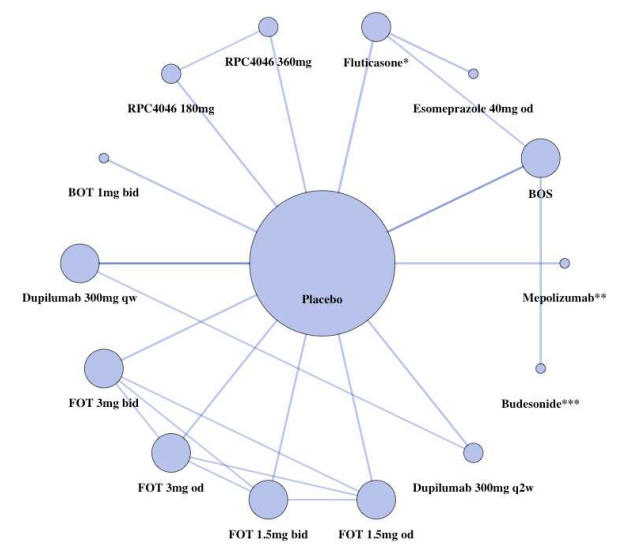 RPC4046 360mg
Fluticasone*
RPC4046 180mg
Esomeprazole 40mg od
BOT 1mg bid
BOS
Dupilumab 300mg qw
Placebo
Mepolizumab**
FOT 3mg bid
Budesonide***
FOT 3mg od
Dupilumab 300mg q2w
FOT 1.5mg bid
FOT 1.5mg od